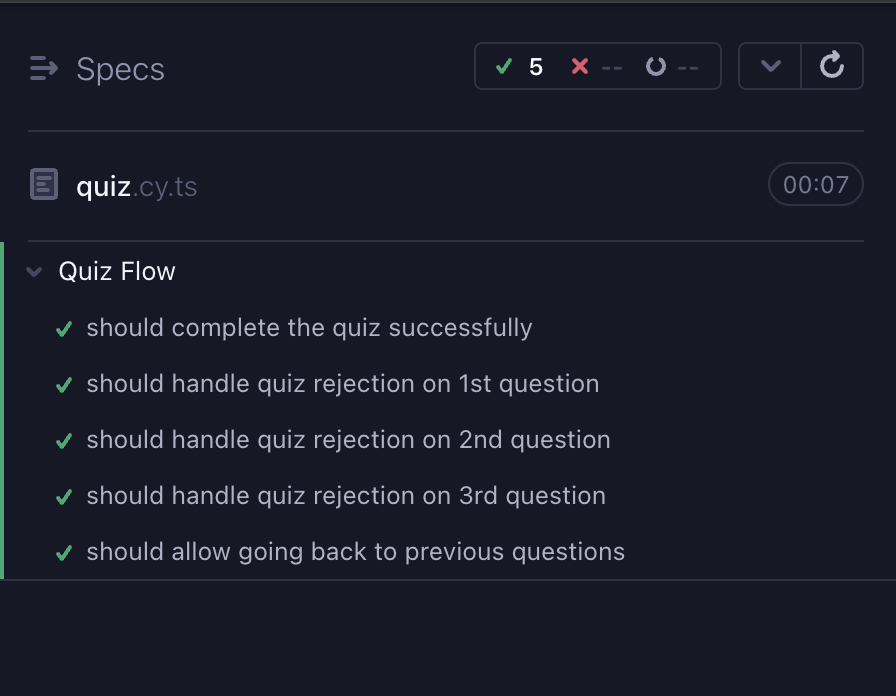 Specs 5 -- --
quiz.cy.ts 00:07
Quiz Flow
should complete the quiz successfully
should handle quiz rejection on 1st question
should handle quiz rejection on 2nd question
should handle quiz rejection on 3rd question
should allow going back to previous questions